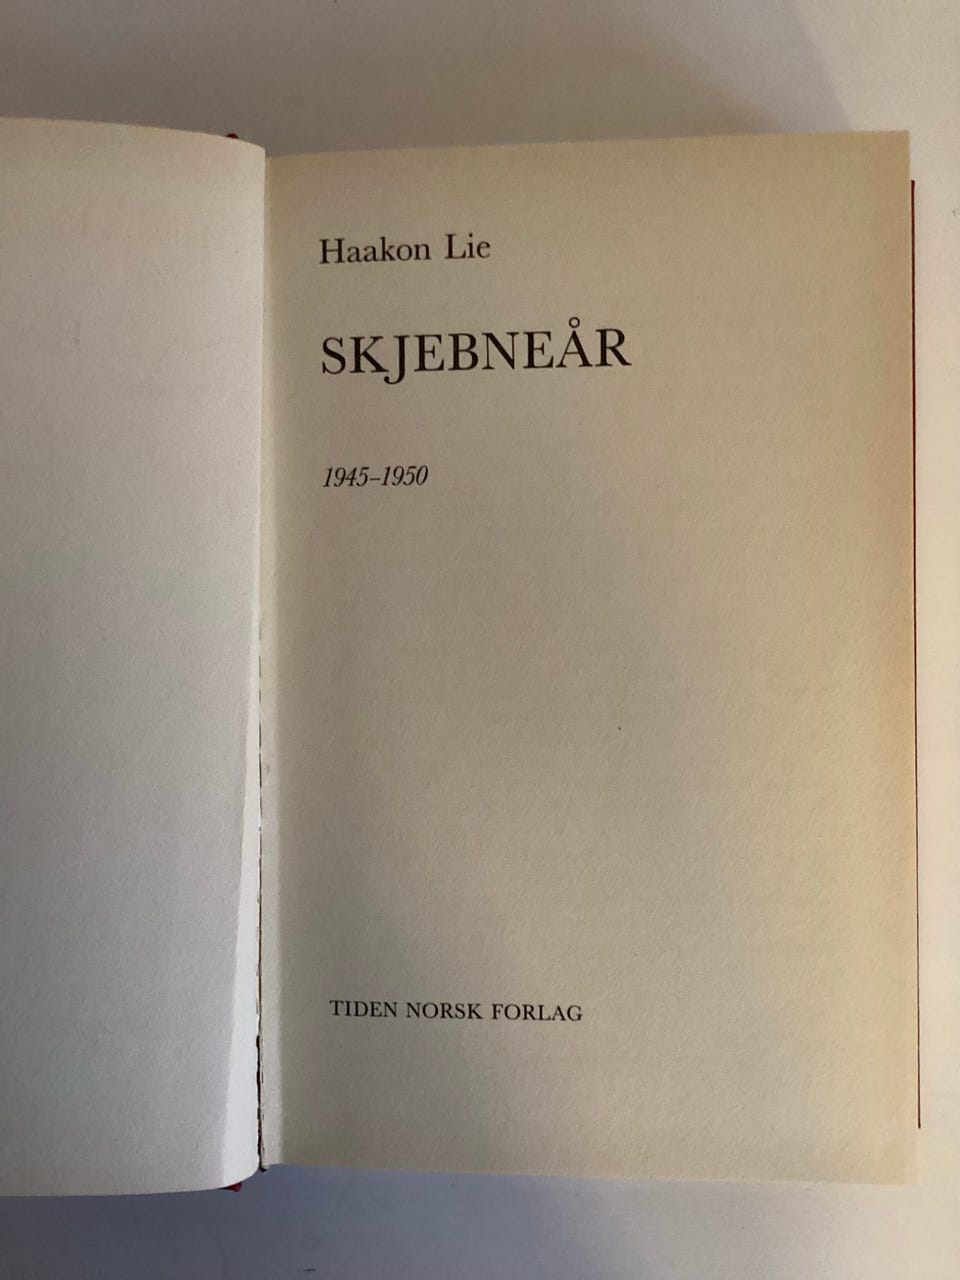 Haakon Lie
SKJEBNEÅR
1945–1950
TIDEN NORSK FORLAG